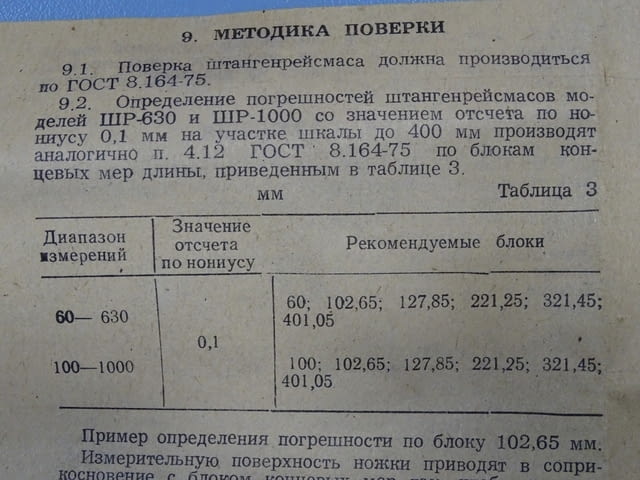 9. МЕТОДИКА ПОВЕРКИ
9.1. Поверка штангенрейсмаса должна производиться
по ГОСТ 8.164-75.
9.2. Определение погрешностей штангенрейсмасов мо-
делей ШР-630 и ШР-1000 со значением отсчета по но-
ниусу 0,1 мм на участке шкалы до 400 мм производят
аналогично п. 4.12 ГОСТ 8.164-75 по блокам кон-
цевых мер длины, приведенным в таблице 3.
мм Таблица 3
Диапазон измерений
Значение отсчета по нониусу
Рекомендуемые блоки
60— 630
0,1
60; 102,65; 127,85; 221,25; 321,45;
401,05
100—1000
100; 102,65; 127,85; 221,25; 321,45;
401,05
Пример определения погрешности по блоку 102,65 мм.
Измерительную поверхность ножки приводят в сопри-
косновение с блоком концевых мер